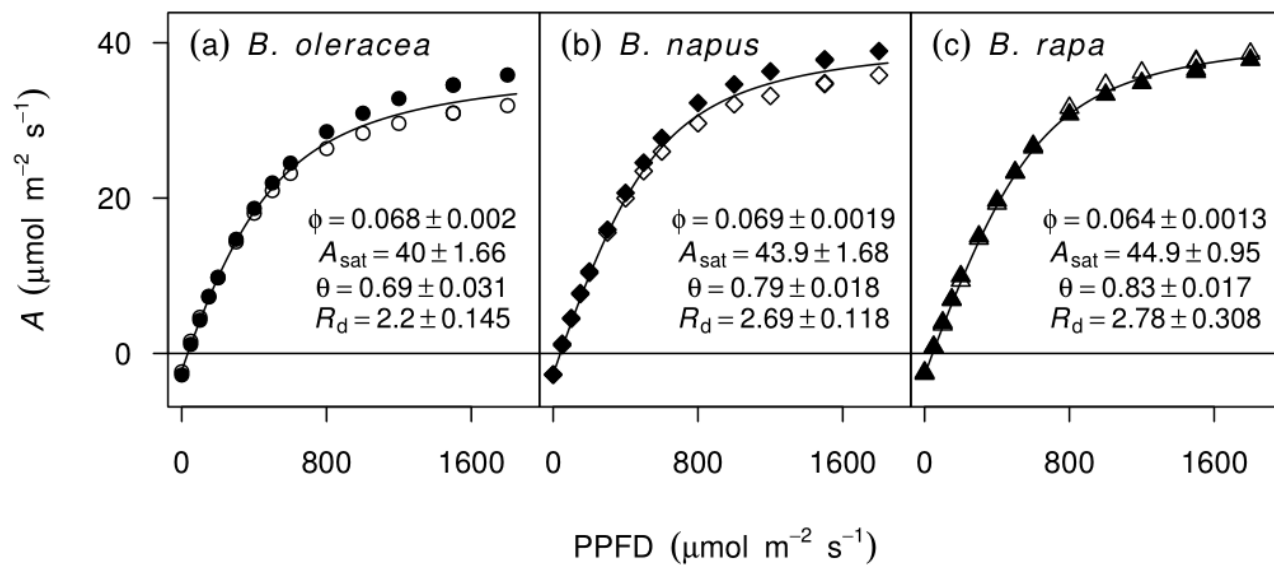 (a) B. oleracea
(b) B. napus
(c) B. rapa
A (μmol m⁻² s⁻¹)
40
20
0
ϕ = 0.068 ± 0.002
A_sat = 40 ± 1.66
θ = 0.69 ± 0.031
R_d = 2.2 ± 0.145
ϕ = 0.069 ± 0.0019
A_sat = 43.9 ± 1.68
θ = 0.79 ± 0.018
R_d = 2.69 ± 0.118
ϕ = 0.064 ± 0.0013
A_sat = 44.9 ± 0.95
θ = 0.83 ± 0.017
R_d = 2.78 ± 0.308
0 800 1600
0 800 1600
0 800 1600
PPFD (μmol m⁻² s⁻¹)